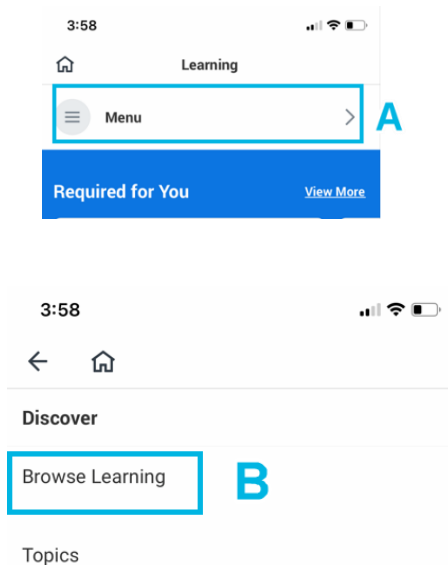 3:58
Learning
Menu
A
Required for You View More
3:58
Discover
Browse Learning
B
Topics